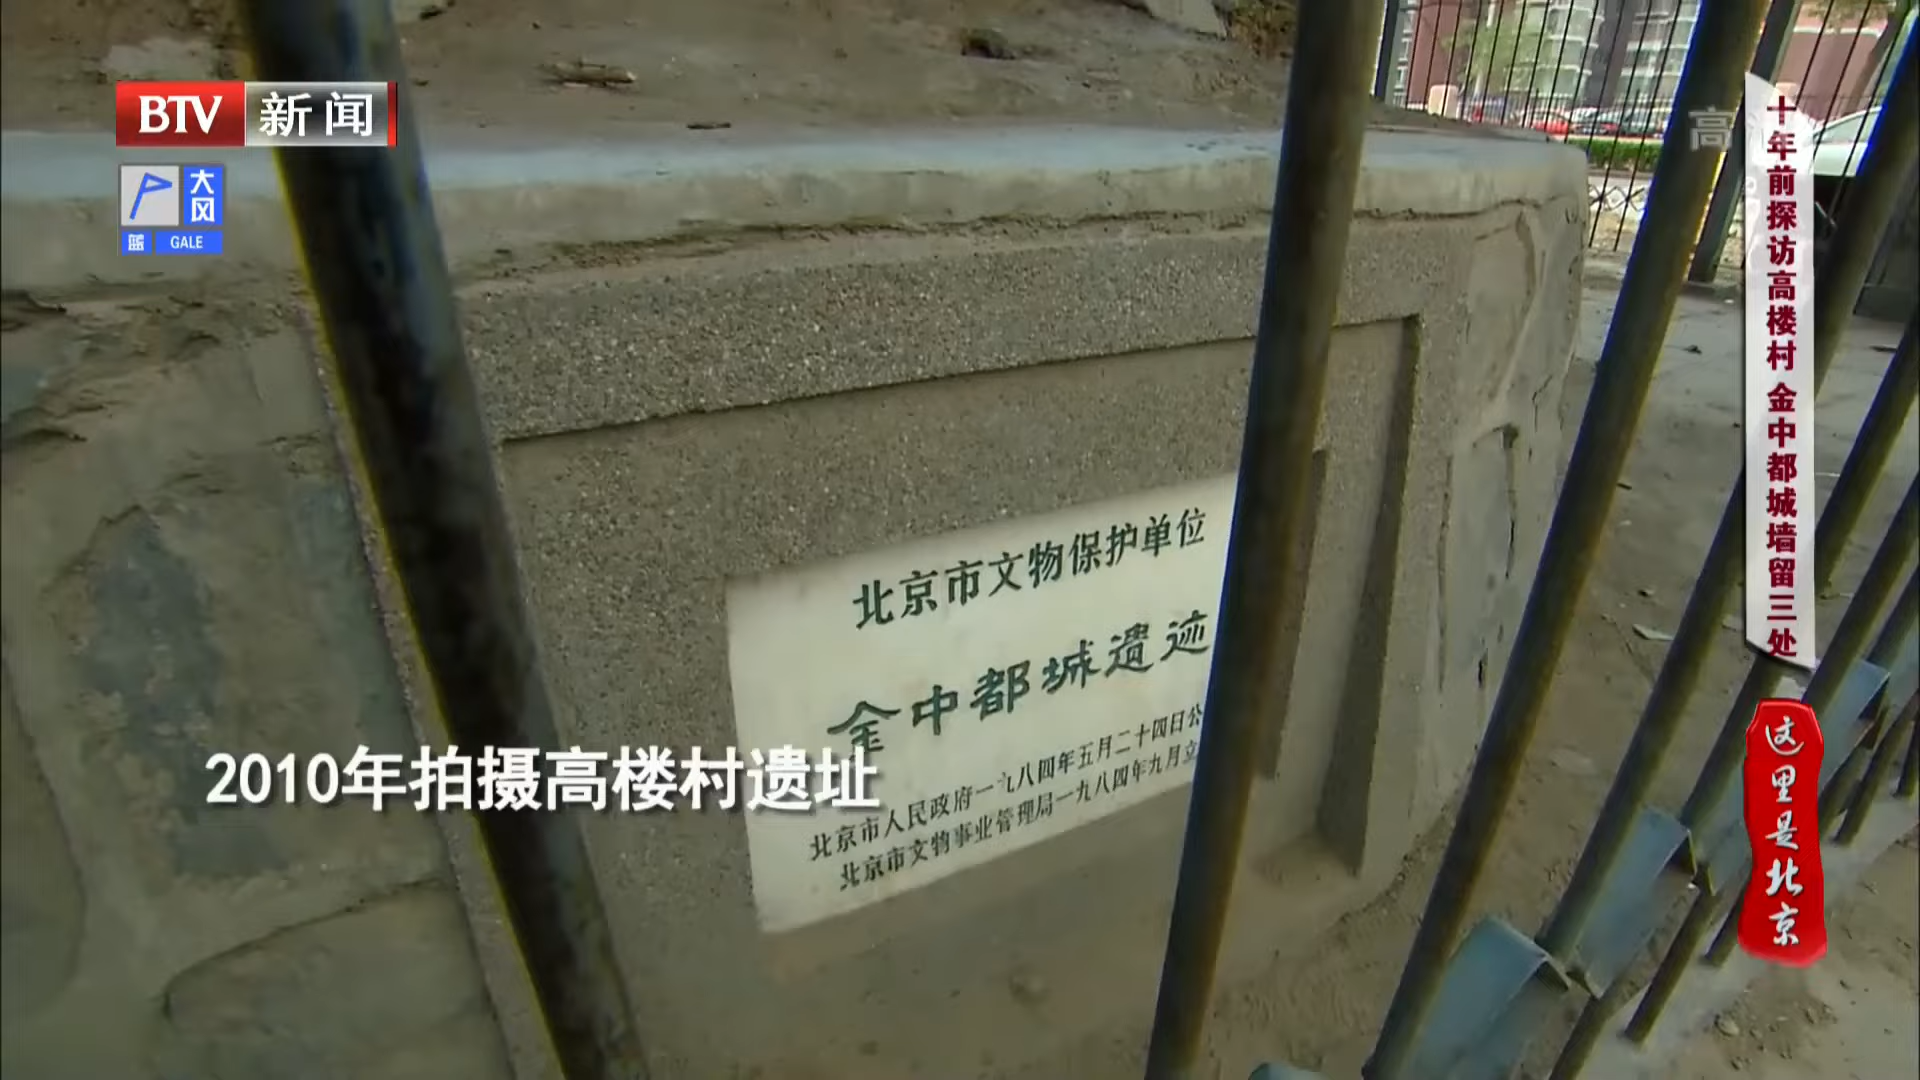 BTV 新闻
大风
蓝 GALE
高
十年前探访高楼村 金中都城墙留三处
北京市文物保护单位
金中都城遗迹
北京市人民政府一九八四年五月二十四日公
北京市文物事业管理局一九八四年九月立
2010年拍摄高楼村遗址
这里是北京